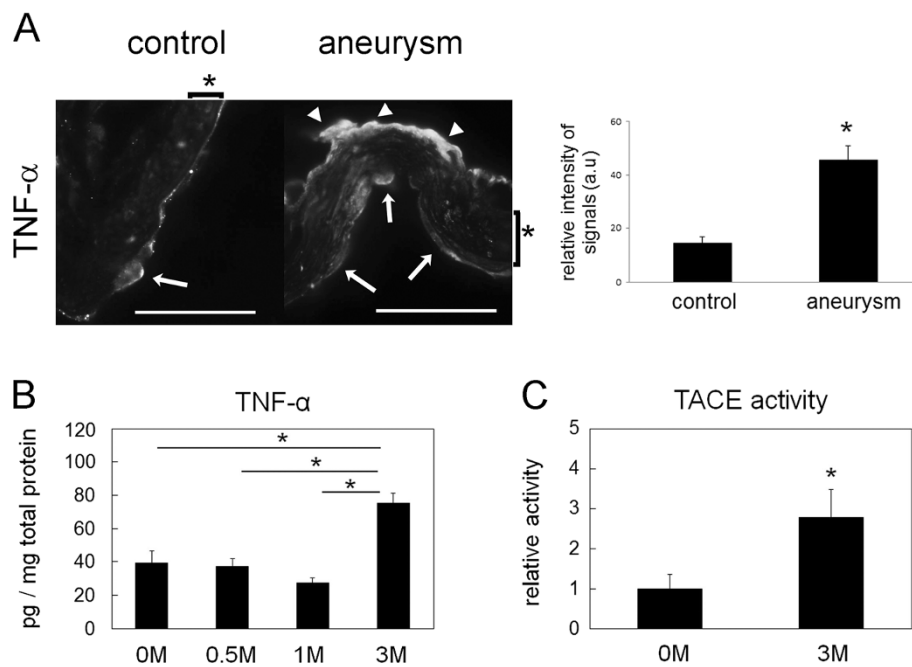 A
control aneurysm
*
TNF-α
*
relative intensity of
signals (a.u)
60
40
20
0
*
control aneurysm
B
TNF-α
pg / mg total protein
120
100
80
60
40
20
0
*
*
*
0M 0.5M 1M 3M
C
TACE activity
relative activity
5
4
3
2
1
0
*
0M 3M